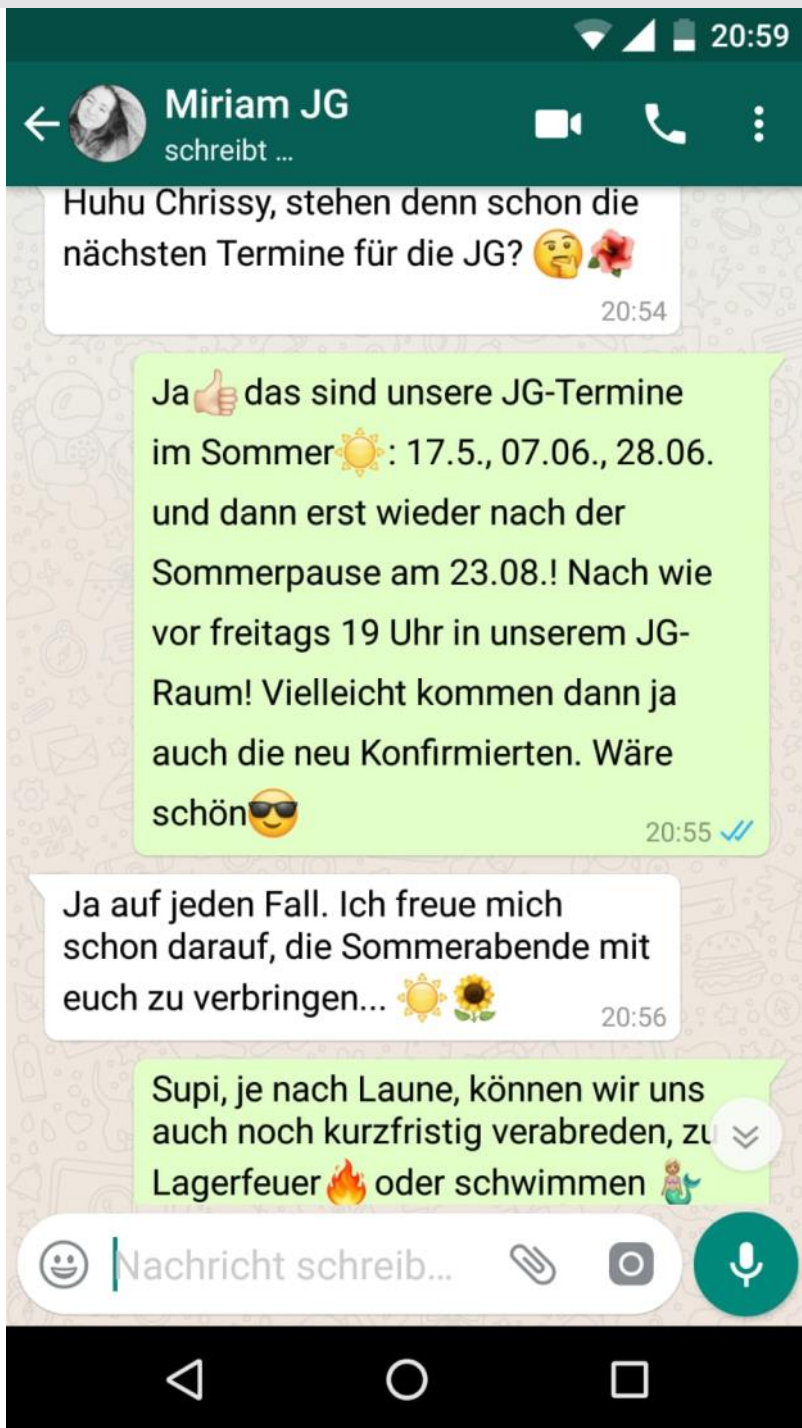 20:59
Miriam JG
schreibt ...
Huhu Chrissy, stehen denn schon die
nächsten Termine für die JG? 🤔🌺
20:54
Ja👍🏻das sind unsere JG-Termine
im Sommer☀️: 17.5., 07.06., 28.06.
und dann erst wieder nach der
Sommerpause am 23.08.! Nach wie
vor freitags 19 Uhr in unserem JG-
Raum! Vielleicht kommen dann ja
auch die neu Konfirmierten. Wäre
schön😎
20:55
Ja auf jeden Fall. Ich freue mich
schon darauf, die Sommerabende mit
euch zu verbringen... ☀️🌻
20:56
Supi, je nach Laune, können wir uns
auch noch kurzfristig verabreden, zu
Lagerfeuer🔥oder schwimmen 🧜🏼‍♀️
Nachricht schreib...